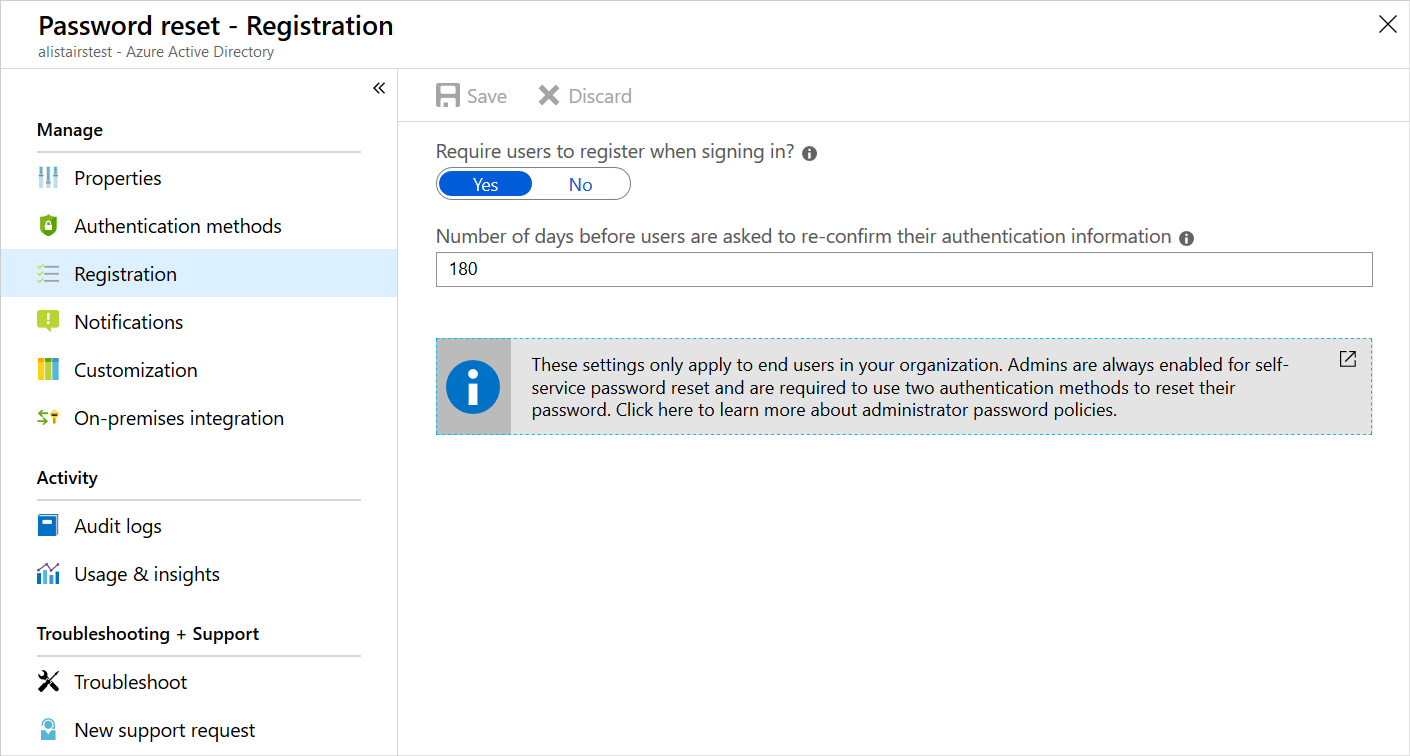 Password reset - Registration
alistairstest - Azure Active Directory
Manage
Properties
Authentication methods
Registration
Notifications
Customization
On-premises integration
Activity
Audit logs
Usage & insights
Troubleshooting + Support
Troubleshoot
New support request
Save
Discard
Require users to register when signing in?
Yes
No
Number of days before users are asked to re-confirm their authentication information
180
These settings only apply to end users in your organization. Admins are always enabled for self-
service password reset and are required to use two authentication methods to reset their
password. Click here to learn more about administrator password policies.